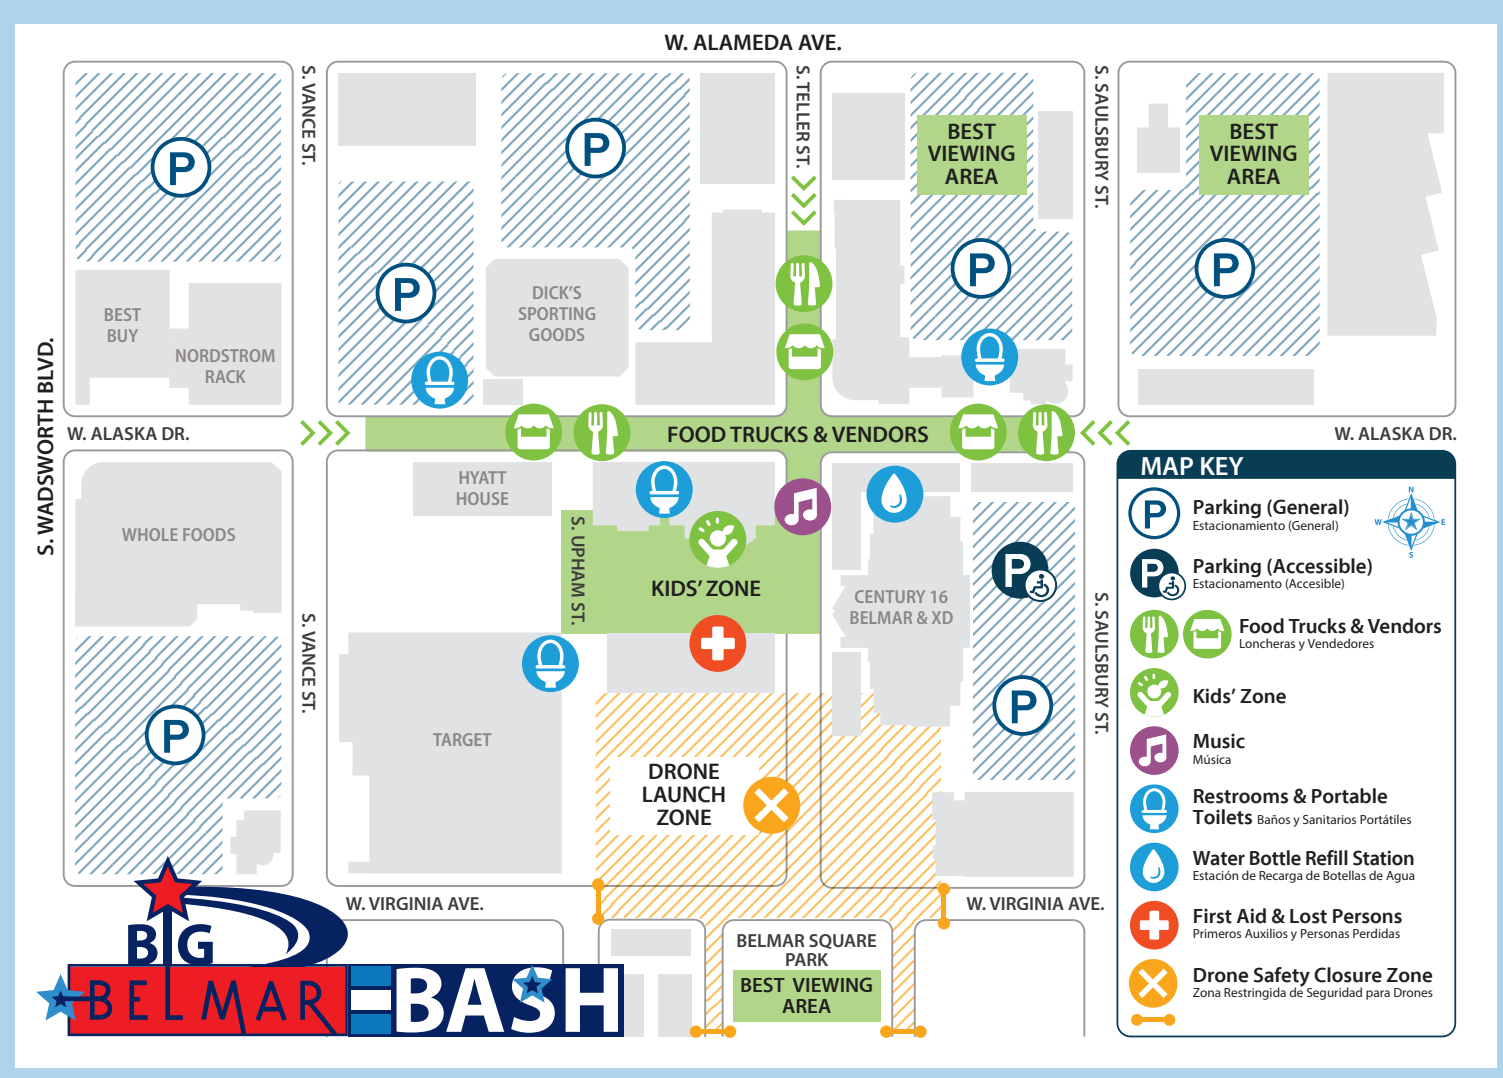 W. ALAMEDA AVE.
S. VANCE ST.
S. TELLER ST.
S. SAULSBURY ST.
P
P
BEST
VIEWING
AREA
BEST
VIEWING
AREA
P
P
P
DICK'S
SPORTING
GOODS
BEST
BUY
NORDSTROM
RACK
S. WADSWORTH BLVD.
W. ALASKA DR.
FOOD TRUCKS & VENDORS
W. ALASKA DR.
HYATT
HOUSE
WHOLE FOODS
S. UPHAM ST.
KIDS' ZONE
CENTURY 16
BELMAR & XD
P
S. VANCE ST.
S. SAULSBURY ST.
P
P
TARGET
DRONE
LAUNCH
ZONE
W. VIRGINIA AVE.
W. VIRGINIA AVE.
BELMAR SQUARE
PARK
BEST VIEWING
AREA
BIG
BELMAR
BASH
MAP KEY
N
W E
S
P
Parking (General)
Estacionamiento (General)
P
Parking (Accessible)
Estacionamento (Accesible)
Food Trucks & Vendors
Loncheras y Vendedores
Kids' Zone
Music
Música
Restrooms & Portable
Toilets Baños y Sanitarios Portátiles
Water Bottle Refill Station
Estación de Recarga de Botellas de Agua
First Aid & Lost Persons
Primeros Auxilios y Personas Perdidas
Drone Safety Closure Zone
Zona Restringida de Seguridad para Drones